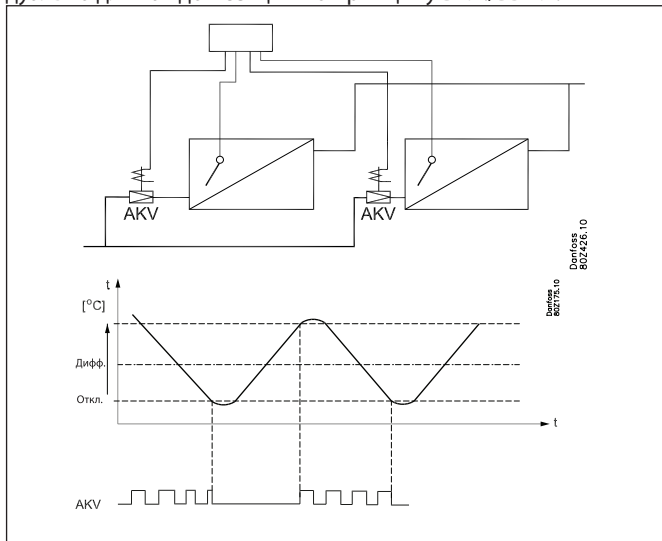 AKV
AKV
Danfoss
80Z426.10
Danfoss
80Z175.10
t
[°C]
Дифф.
Откл.
t
AKV